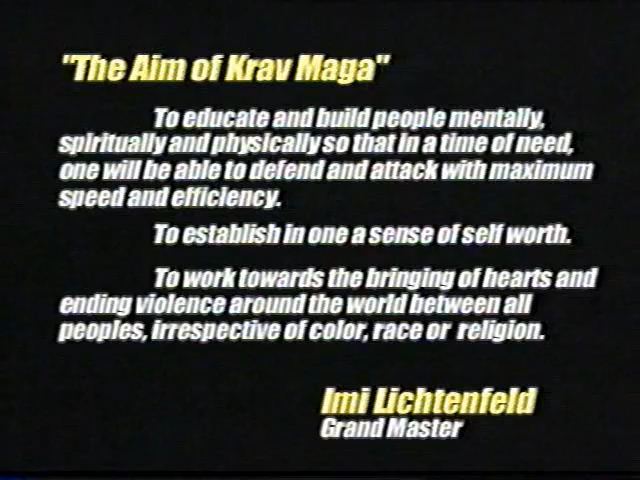 "The Aim of Krav Maga"
To educate and build people mentally,
spiritually and physically so that in a time of need,
one will be able to defend and attack with maximum
speed and efficiency.
To establish in one a sense of self worth.
To work towards the bringing of hearts and
ending violence around the world between all
peoples, irrespective of color, race or religion.
Imi Lichtenfeld
Grand Master